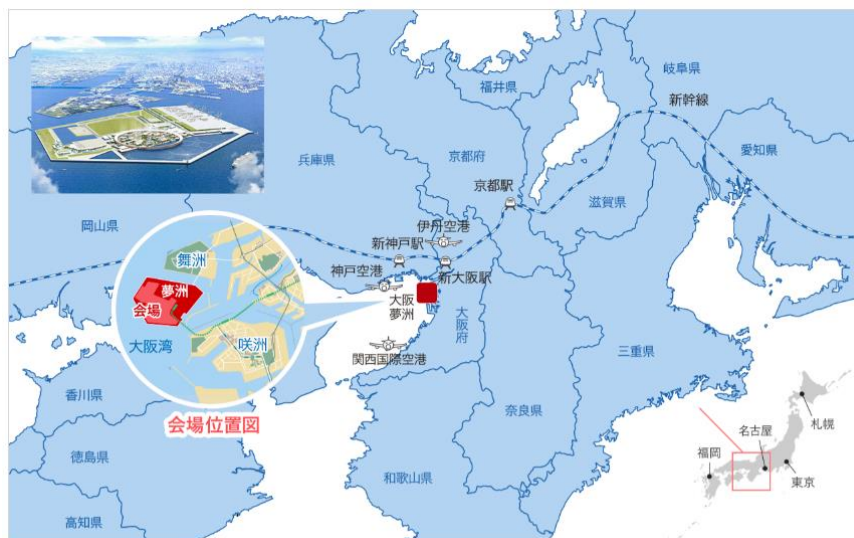 福井県
岐阜県
新幹線
兵庫県
京都府
愛知県
京都駅
滋賀県
岡山県
伊丹空港
新神戸駅
神戸空港
新大阪駅
舞洲
夢洲
会場
大阪湾
咲洲
大阪
夢洲
大阪府
関西国際空港
三重県
香川県
会場位置図
奈良県
徳島県
和歌山県
高知県
札幌
名古屋
福岡
東京